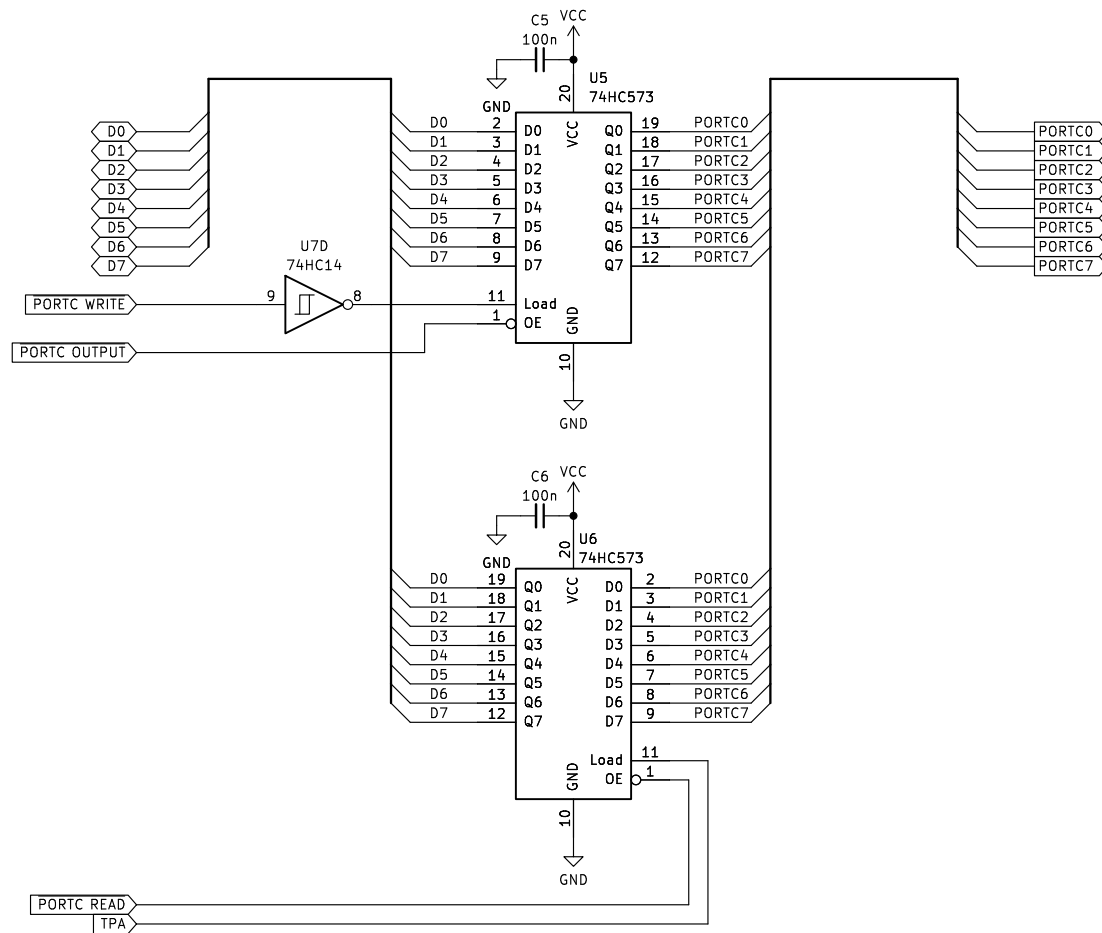 C5 VCC
100n
U5
74HC573
GND
20
D0 D0 2 D0 VCC Q0 19 PORTC0 PORTC0
D1 D1 3 D1 Q1 18 PORTC1 PORTC1
D2 D2 4 D2 Q2 17 PORTC2 PORTC2
D3 D3 5 D3 Q3 16 PORTC3 PORTC3
D4 D4 6 D4 Q4 15 PORTC4 PORTC4
D5 D5 7 D5 Q5 14 PORTC5 PORTC5
D6 D6 8 D6 Q6 13 PORTC6 PORTC6
D7 D7 9 D7 Q7 12 PORTC7 PORTC7
U7D
74HC14
PORTC WRITE 9 8 11 Load
1 OE GND
PORTC OUTPUT
10
GND
C6 VCC
100n
U6
74HC573
GND
20
D0 19 Q0 VCC D0 2 PORTC0
D1 18 Q1 D1 3 PORTC1
D2 17 Q2 D2 4 PORTC2
D3 16 Q3 D3 5 PORTC3
D4 15 Q4 D4 6 PORTC4
D5 14 Q5 D5 7 PORTC5
D6 13 Q6 D6 8 PORTC6
D7 12 Q7 D7 9 PORTC7
Load 11
GND OE 1
10
GND
PORTC READ
TPA